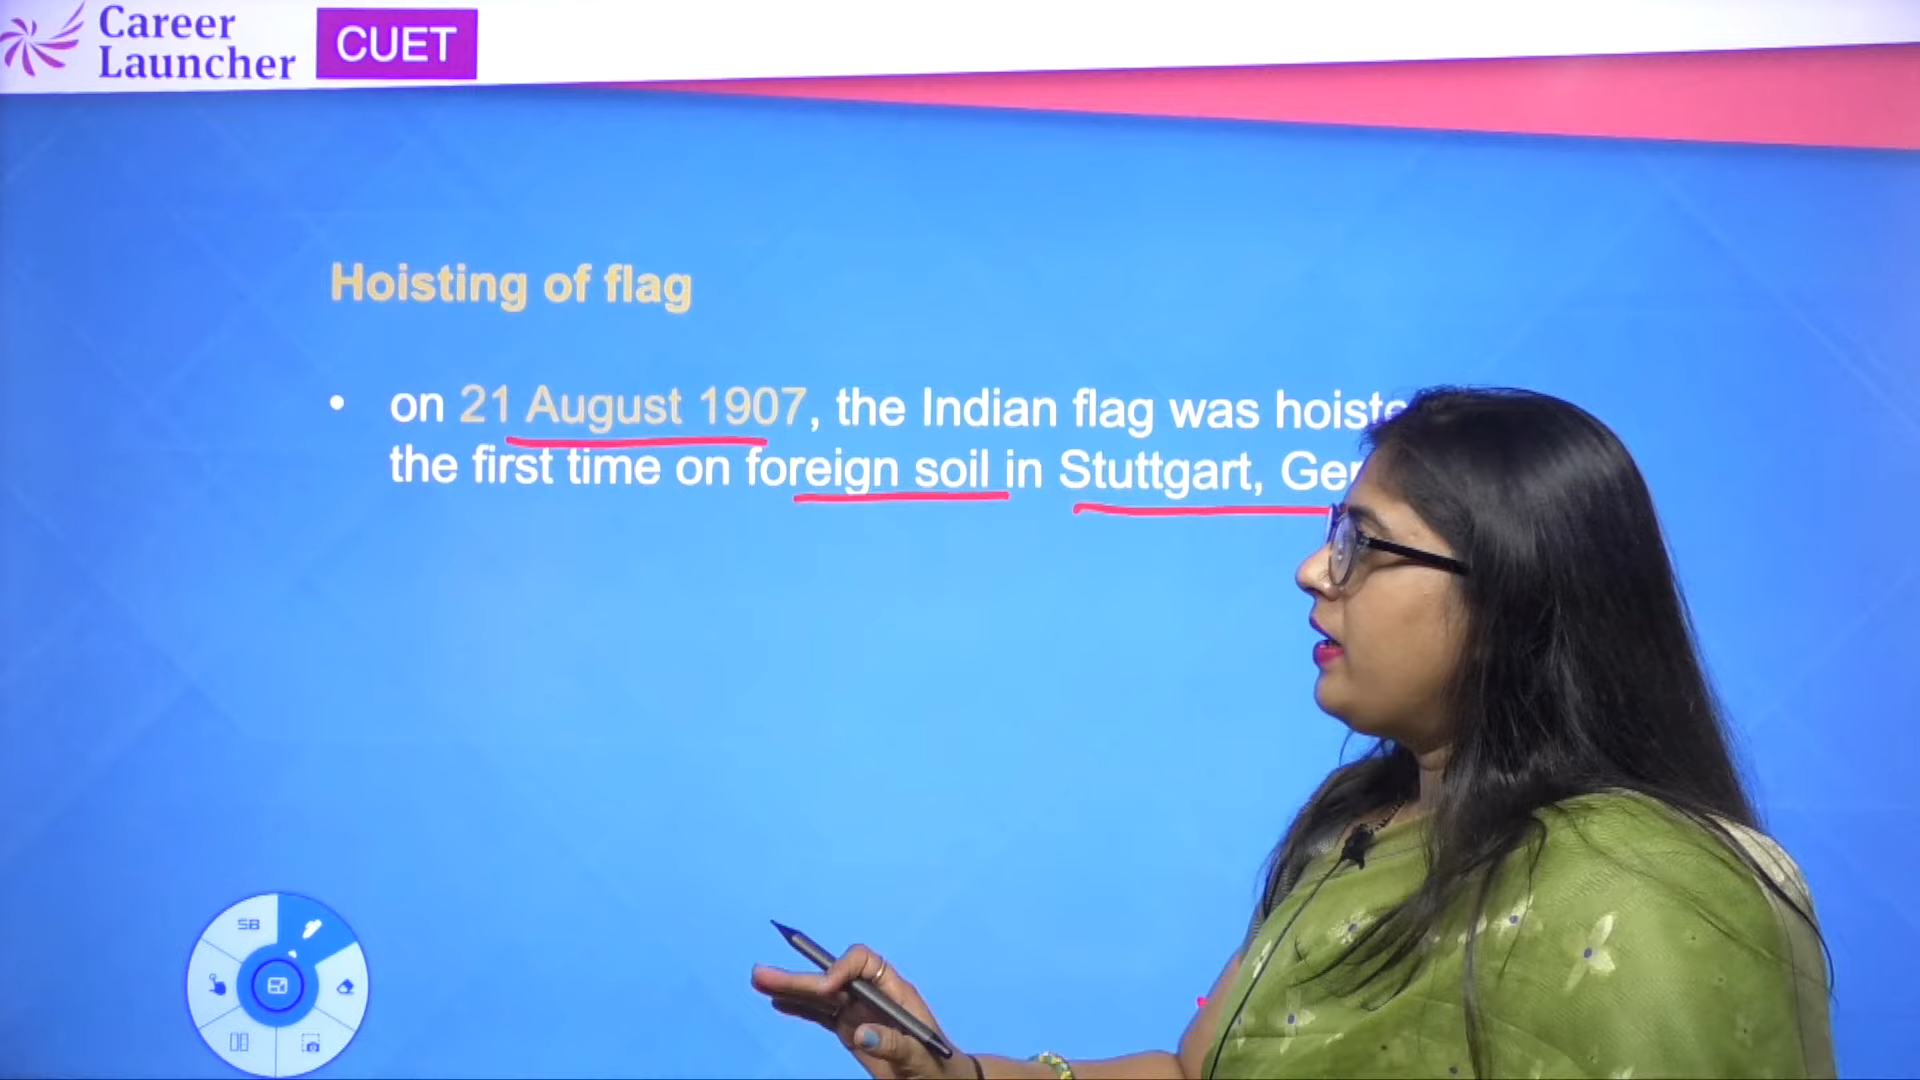 Career
Launcher
CUET
Hoisting of flag
• on 21 August 1907, the Indian flag was
the first time on foreign soil in Stuttgart,
SB